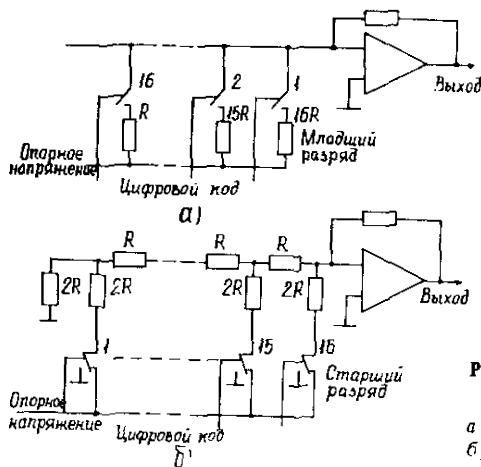 16
2
1
R
15R
16R
Выход
Младший
разряд
Опорное
напряжение
Цифровой код
а)
R
R
R
2R
2R
2R
2R
Выход
1
15
16
Старший
разряд
Опорное
напряжение
Цифровой код
б)
Р
а
б,